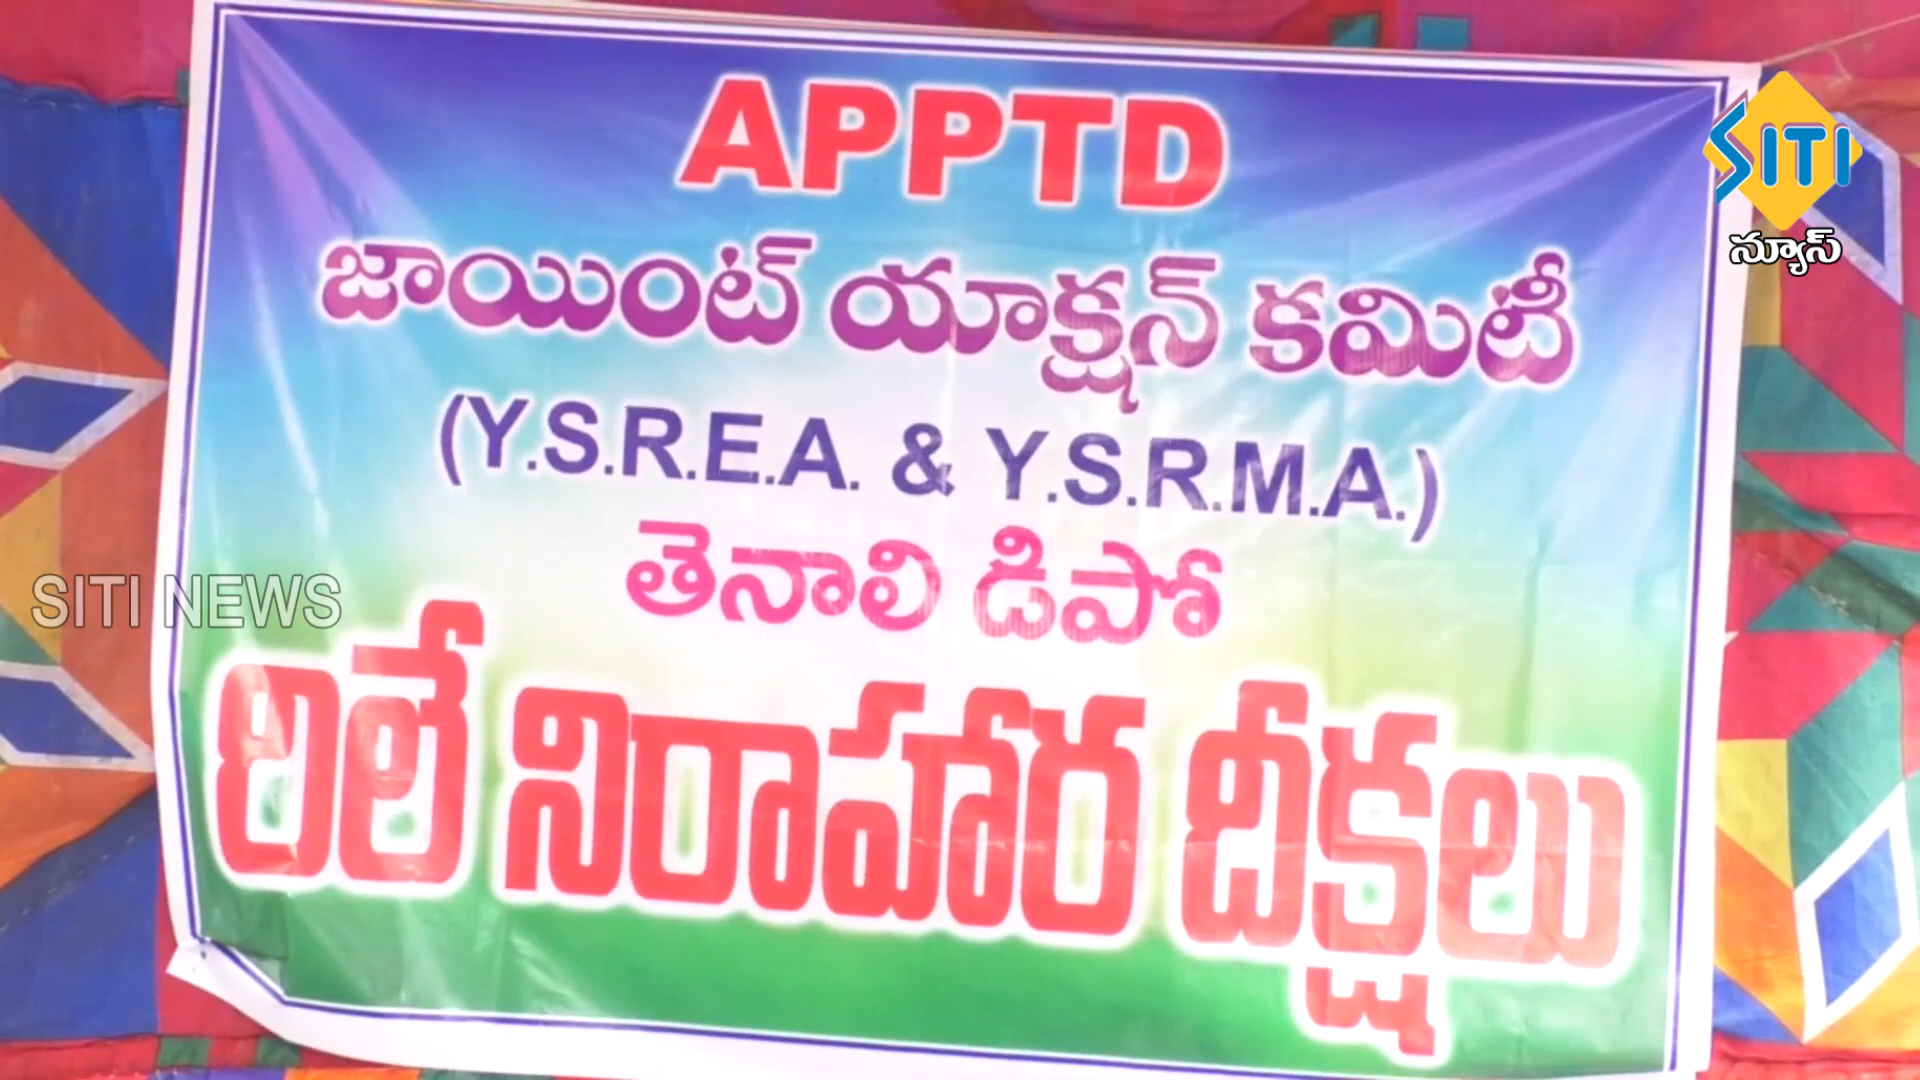 APPTD
జాయింట్ యాక్షన్ కమిటీ
(Y.S.R.E.A. & Y.S.R.M.A.)
తెనాలి డిపో
రిలే నిరాహార దీక్షలు
SITI
న్యూస్
SITI NEWS